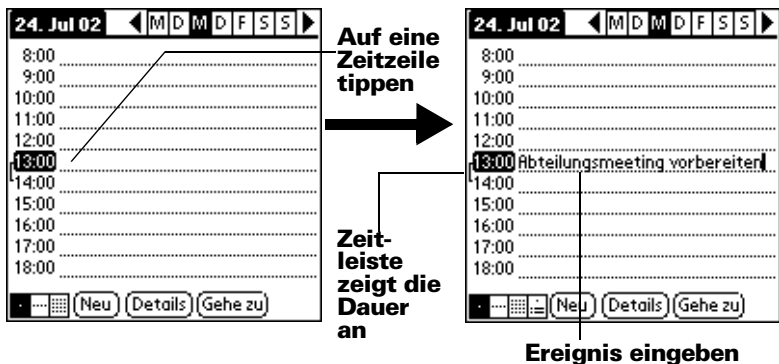 24. Jul 02 M D M D F S S
8:00
9:00
10:00
11:00
12:00
13:00
14:00
15:00
16:00
17:00
18:00
Neu Details Gehe zu
Auf eine
Zeitzeile
tippen
Zeit-
leiste
zeigt die
Dauer
an
24. Jul 02 M D M D F S S
8:00
9:00
10:00
11:00
12:00
13:00 Abteilungsmeeting vorbereiten
14:00
15:00
16:00
17:00
18:00
Neu Details Gehe zu
Ereignis eingeben